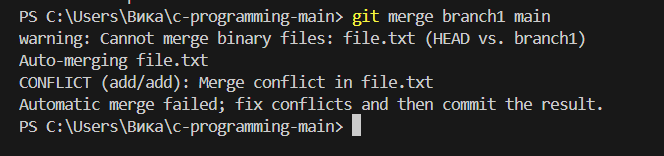 PS C:\Users\Вика\c-programming-main> git merge branch1 main
warning: Cannot merge binary files: file.txt (HEAD vs. branch1)
Auto-merging file.txt
CONFLICT (add/add): Merge conflict in file.txt
Automatic merge failed; fix conflicts and then commit the result.
PS C:\Users\Вика\c-programming-main>